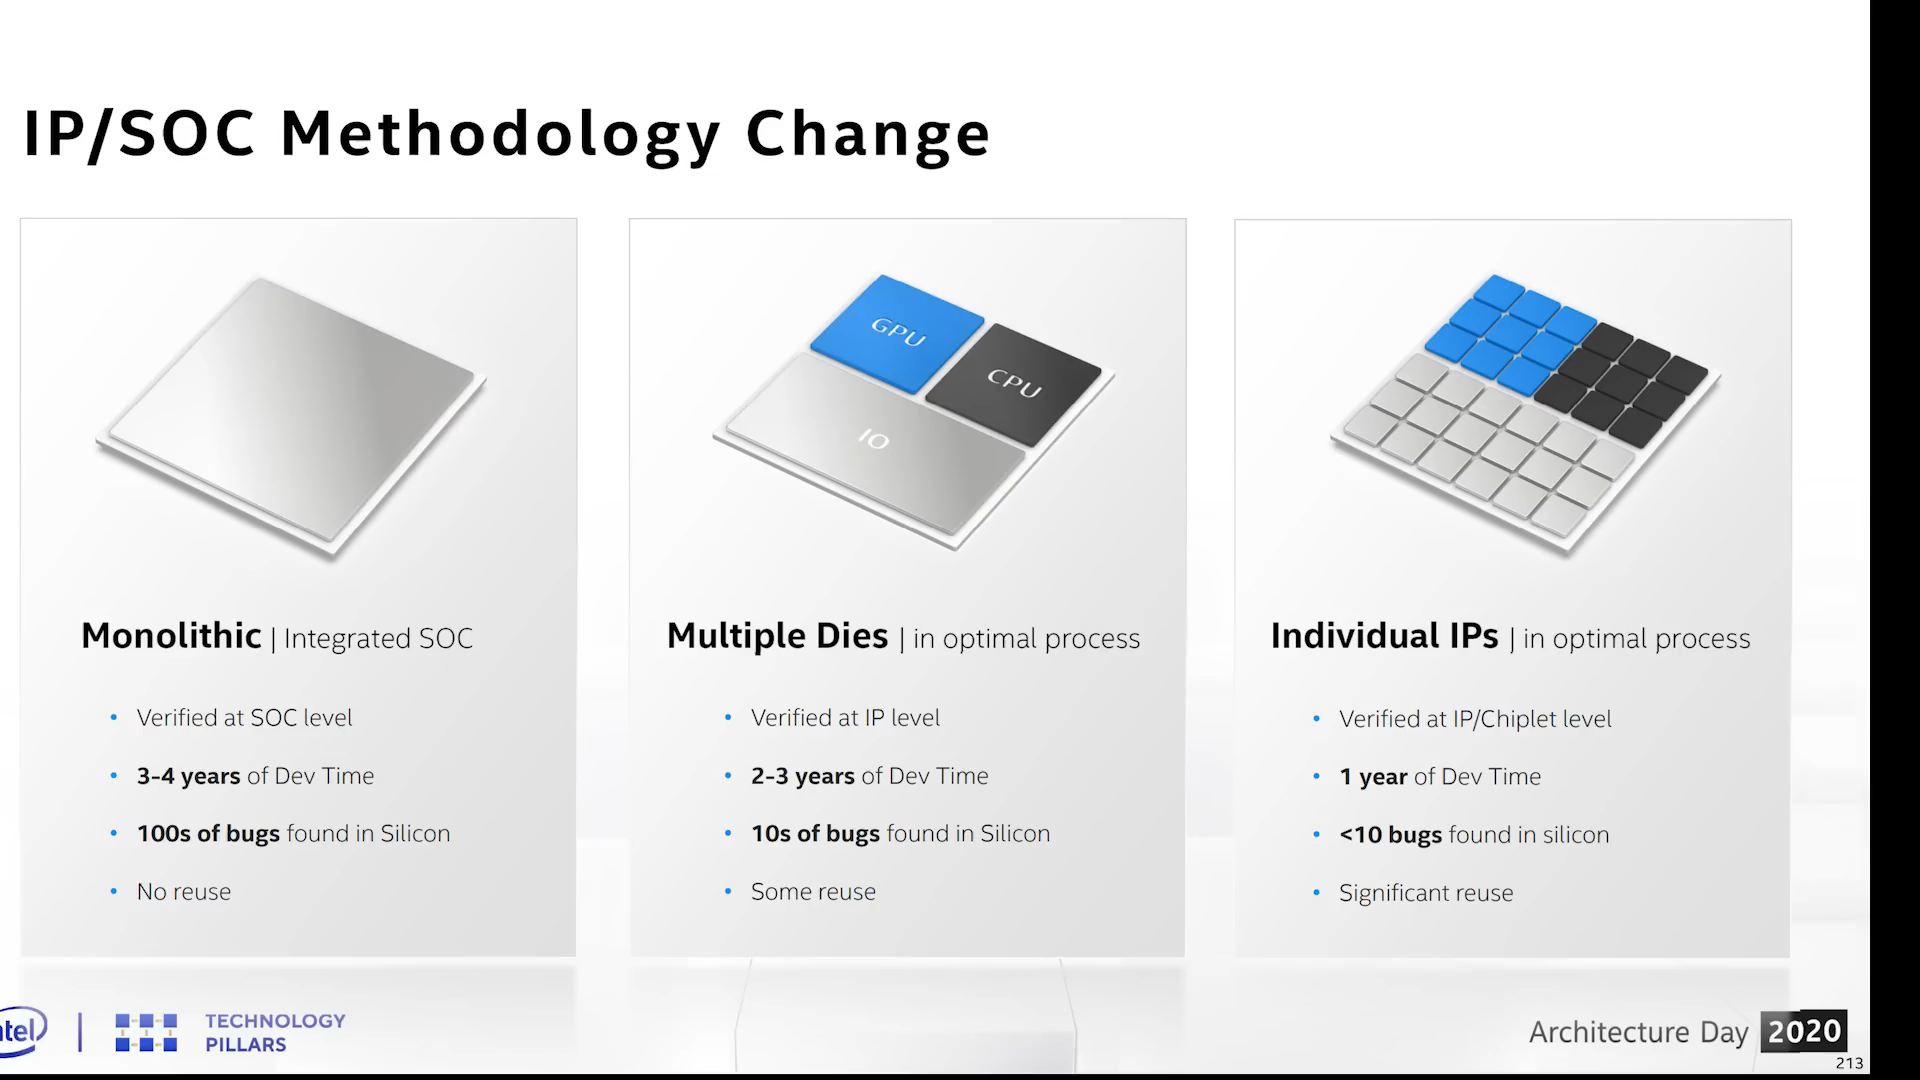 IP/SOC Methodology Change
GPU
CPU
IO
Monolithic | Integrated SOC
• Verified at SOC level
• 3-4 years of Dev Time
• 100s of bugs found in Silicon
• No reuse
Multiple Dies | in optimal process
• Verified at IP level
• 2-3 years of Dev Time
• 10s of bugs found in Silicon
• Some reuse
Individual IPs | in optimal process
• Verified at IP/Chiplet level
• 1 year of Dev Time
• <10 bugs found in silicon
• Significant reuse
intel
TECHNOLOGY
PILLARS
Architecture Day 2020
213